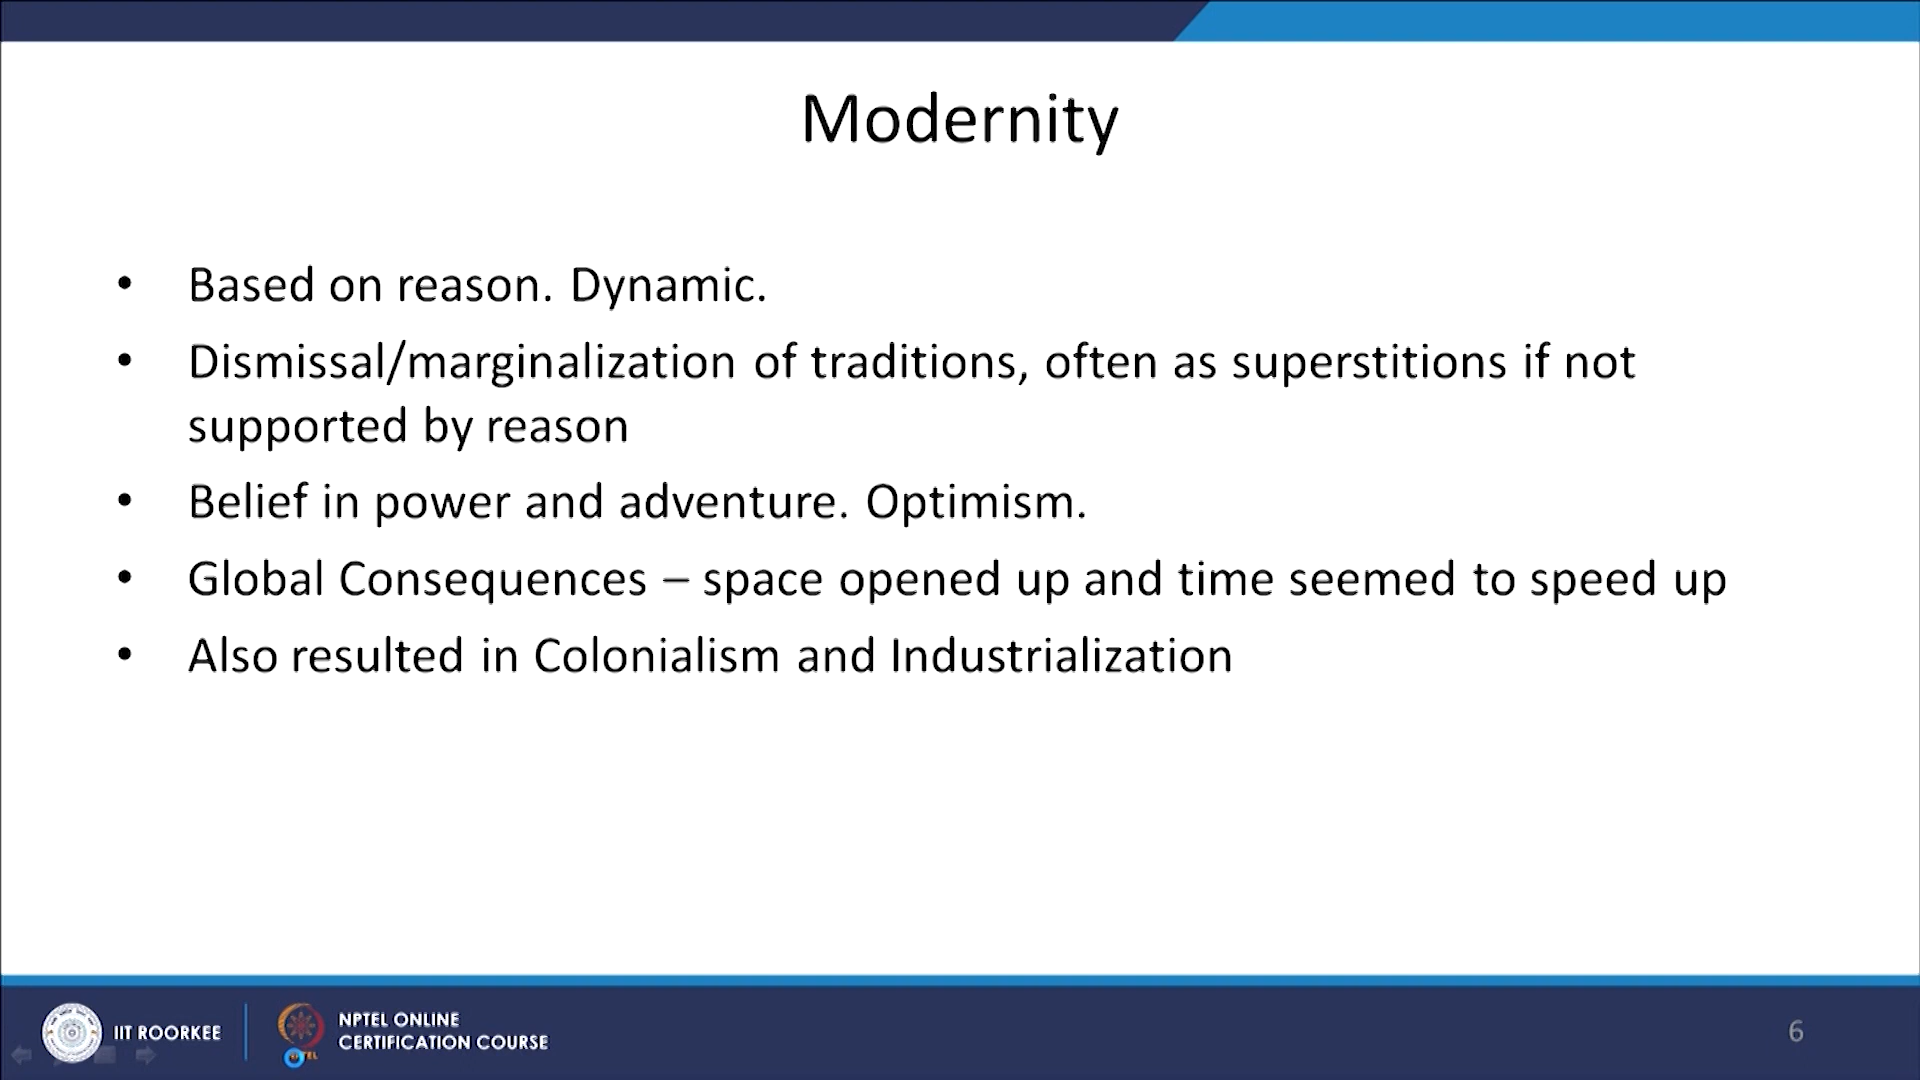 Modernity
• Based on reason. Dynamic.
• Dismissal/marginalization of traditions, often as superstitions if not
supported by reason
• Belief in power and adventure. Optimism.
• Global Consequences – space opened up and time seemed to speed up
• Also resulted in Colonialism and Industrialization
IIT ROORKEE
NPTEL ONLINE
CERTIFICATION COURSE
6